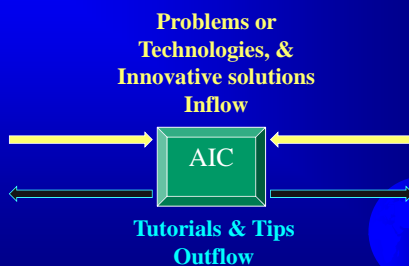 Problems or
Technologies, &
Innovative solutions
Inflow
AIC
Tutorials & Tips
Outflow